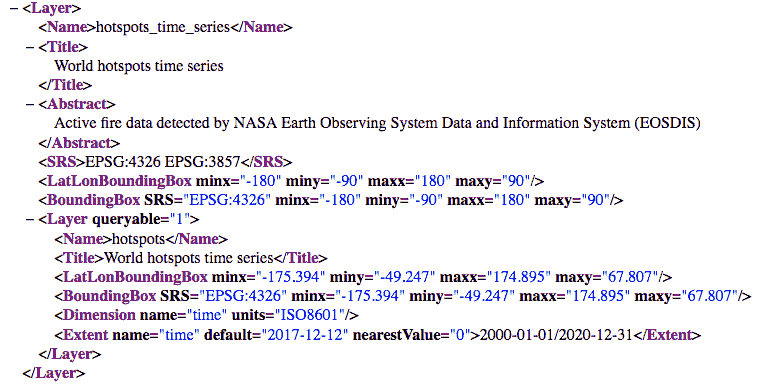 – <Layer>
<Name>hotspots_time_series</Name>
– <Title>
World hotspots time series
</Title>
– <Abstract>
Active fire data detected by NASA Earth Observing System Data and Information System (EOSDIS)
</Abstract>
<SRS>EPSG:4326 EPSG:3857</SRS>
<LatLonBoundingBox minx="-180" miny="-90" maxx="180" maxy="90"/>
<BoundingBox SRS="EPSG:4326" minx="-180" miny="-90" maxx="180" maxy="90"/>
– <Layer queryable="1">
<Name>hotspots</Name>
<Title>World hotspots time series</Title>
<LatLonBoundingBox minx="-175.394" miny="-49.247" maxx="174.895" maxy="67.807"/>
<BoundingBox SRS="EPSG:4326" minx="-175.394" miny="-49.247" maxx="174.895" maxy="67.807"/>
<Dimension name="time" units="ISO8601"/>
<Extent name="time" default="2017-12-12" nearestValue="0">2000-01-01/2020-12-31</Extent>
</Layer>
</Layer>